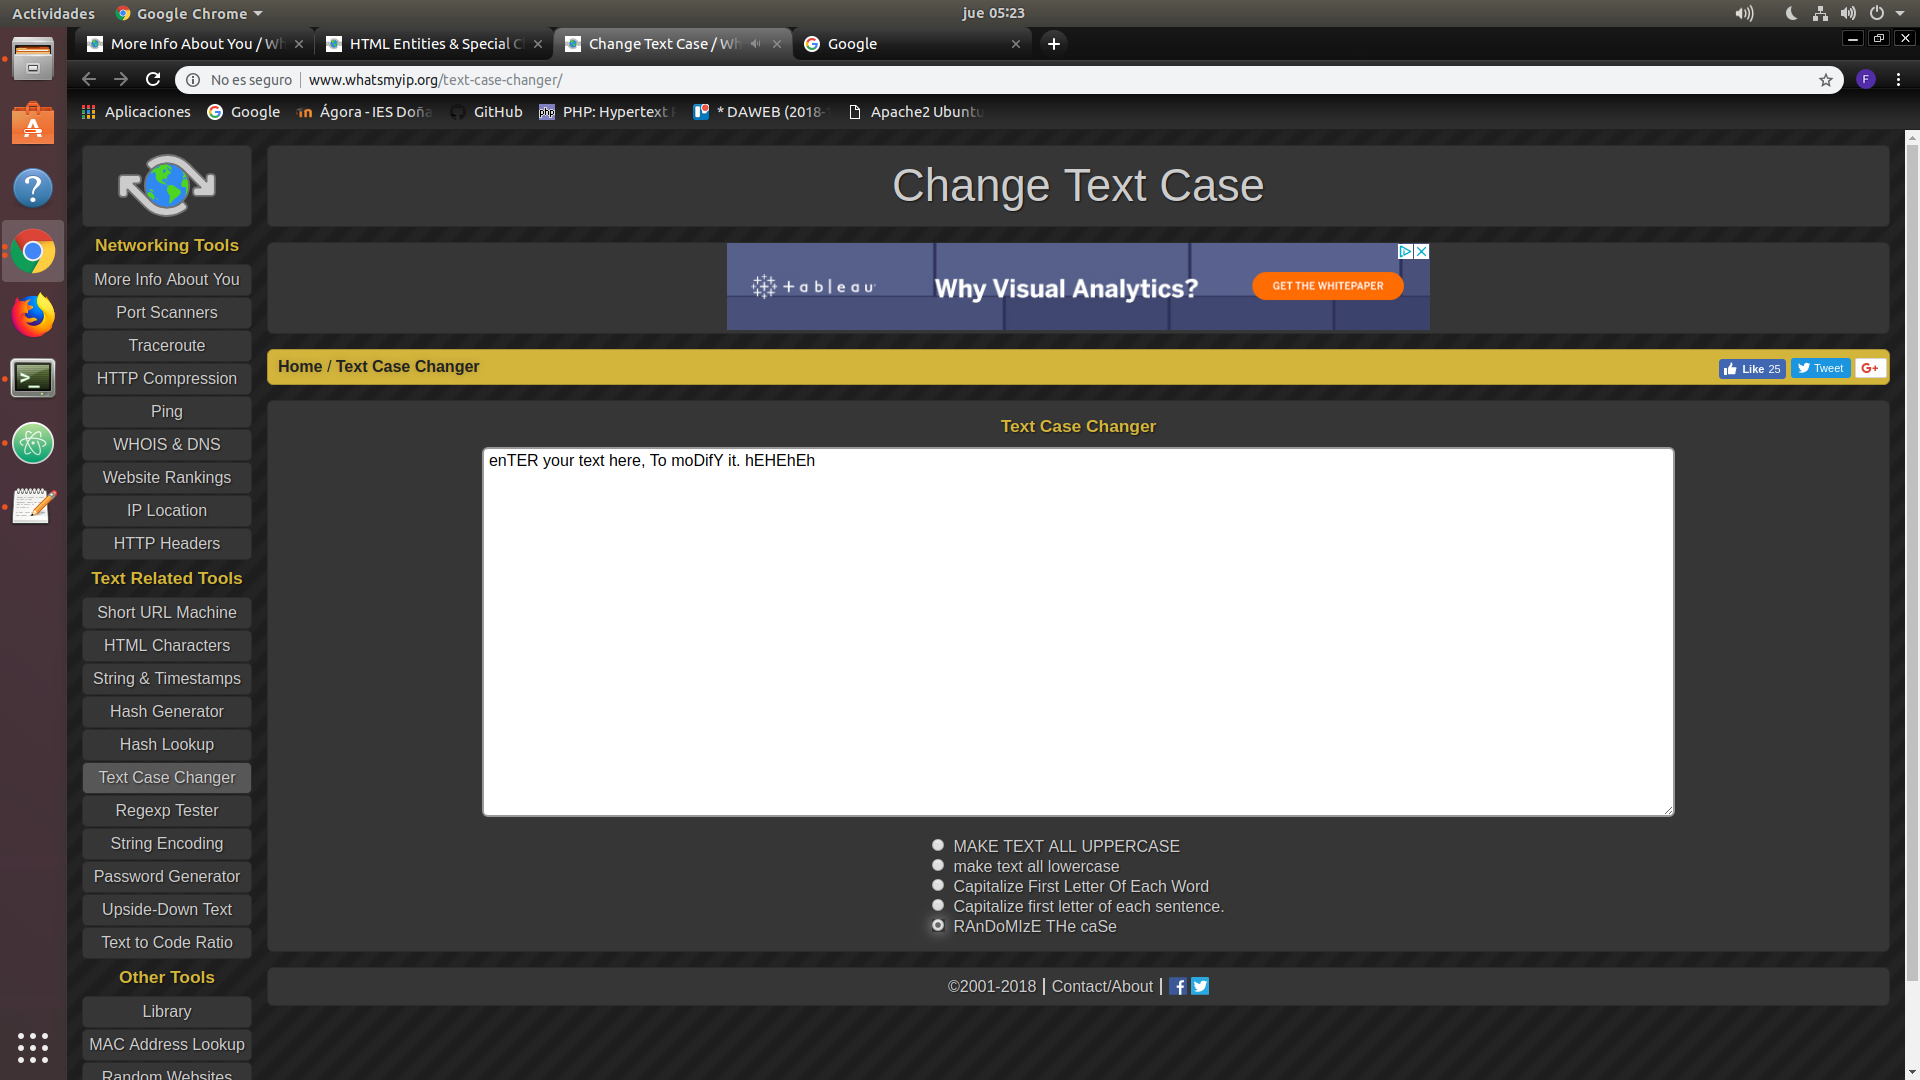 Actividades
Google Chrome
jue 05:23
More Info About You / Wh
HTML Entities & Special C
Change Text Case / Wh
Google
No es seguro
www.whatsmyip.org/text-case-changer/
F
Aplicaciones
Google
Ágora - IES Doña
GitHub
php
PHP: Hypertext P
* DAWEB (2018-1
Apache2 Ubuntu
Change Text Case
+ableau
Why Visual Analytics?
GET THE WHITEPAPER
Home / Text Case Changer
Like 25
Tweet
G+
Networking Tools
More Info About You
Port Scanners
Traceroute
HTTP Compression
Ping
WHOIS & DNS
Website Rankings
IP Location
HTTP Headers
Text Related Tools
Short URL Machine
HTML Characters
String & Timestamps
Hash Generator
Hash Lookup
Text Case Changer
Regexp Tester
String Encoding
Password Generator
Upside-Down Text
Text to Code Ratio
Other Tools
Library
MAC Address Lookup
Random Websites
Text Case Changer
enTER your text here, To moDifY it. hEHEhEh
MAKE TEXT ALL UPPERCASE
make text all lowercase
Capitalize First Letter Of Each Word
Capitalize first letter of each sentence.
RAnDoMIzE THe caSe
©2001-2018 | Contact/About |